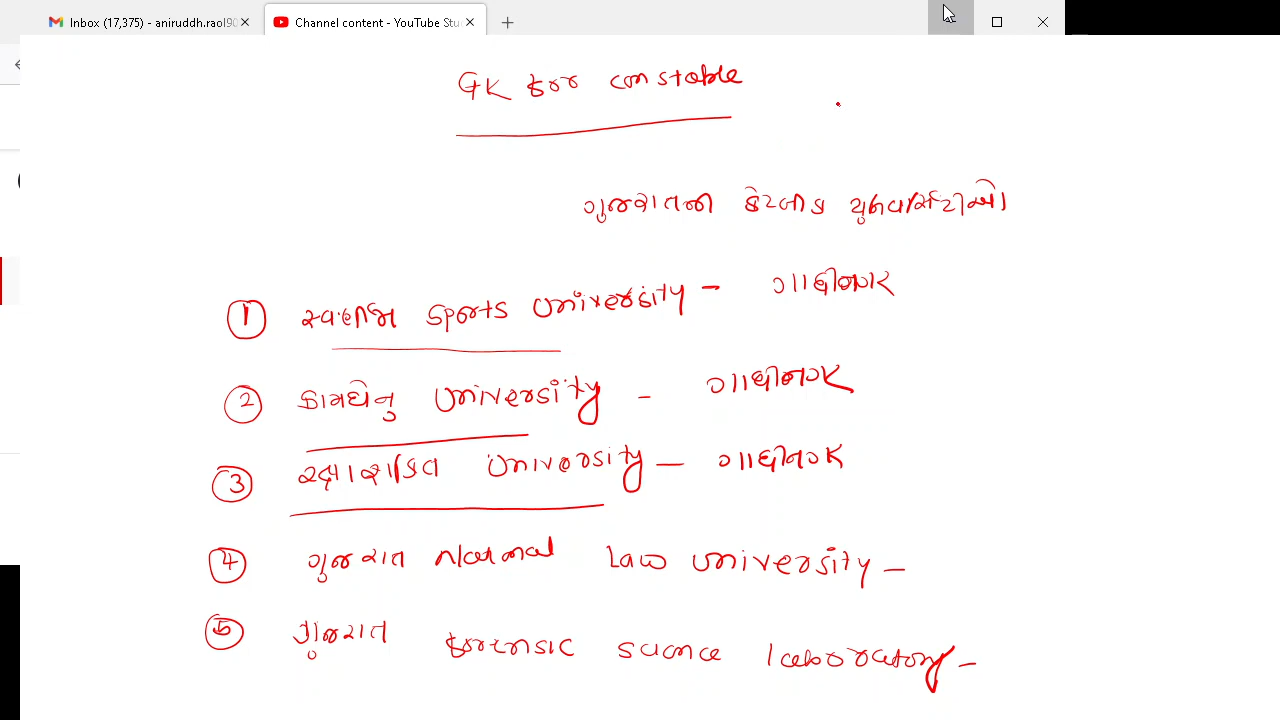 Inbox (17,375) - aniruddh.raol90
Channel content - YouTube Stu
GK for constable
ગુજરાતની કેટલીક યુનિવર્સિટીઓ
① સ્વર્ણિમ Sports University - ગાંધીનગર
② કામધેનુ University - ગાંધીનગર
③ રક્ષાશક્તિ University - ગાંધીનગર
④ ગુજરાત National Law University -
⑤ ગુજરાત forensic science laboratory -